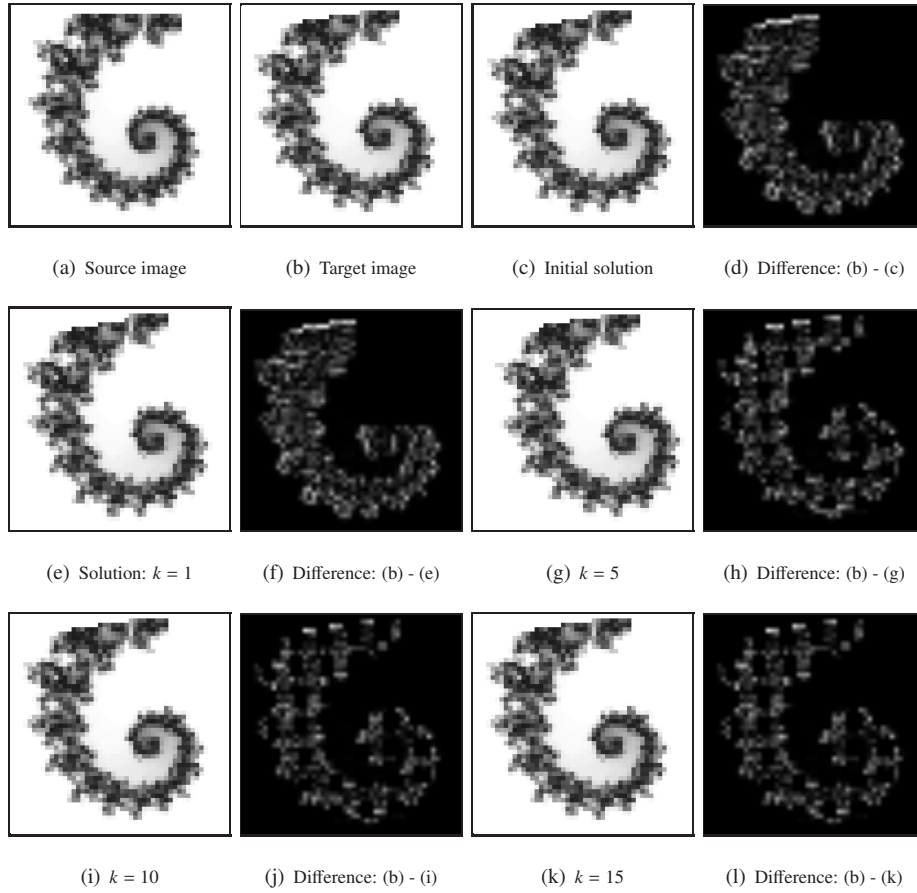 (a) Source image
(b) Target image
(c) Initial solution
(d) Difference: (b) - (c)
(e) Solution: k = 1
(f) Difference: (b) - (e)
(g) k = 5
(h) Difference: (b) - (g)
(i) k = 10
(j) Difference: (b) - (i)
(k) k = 15
(l) Difference: (b) - (k)